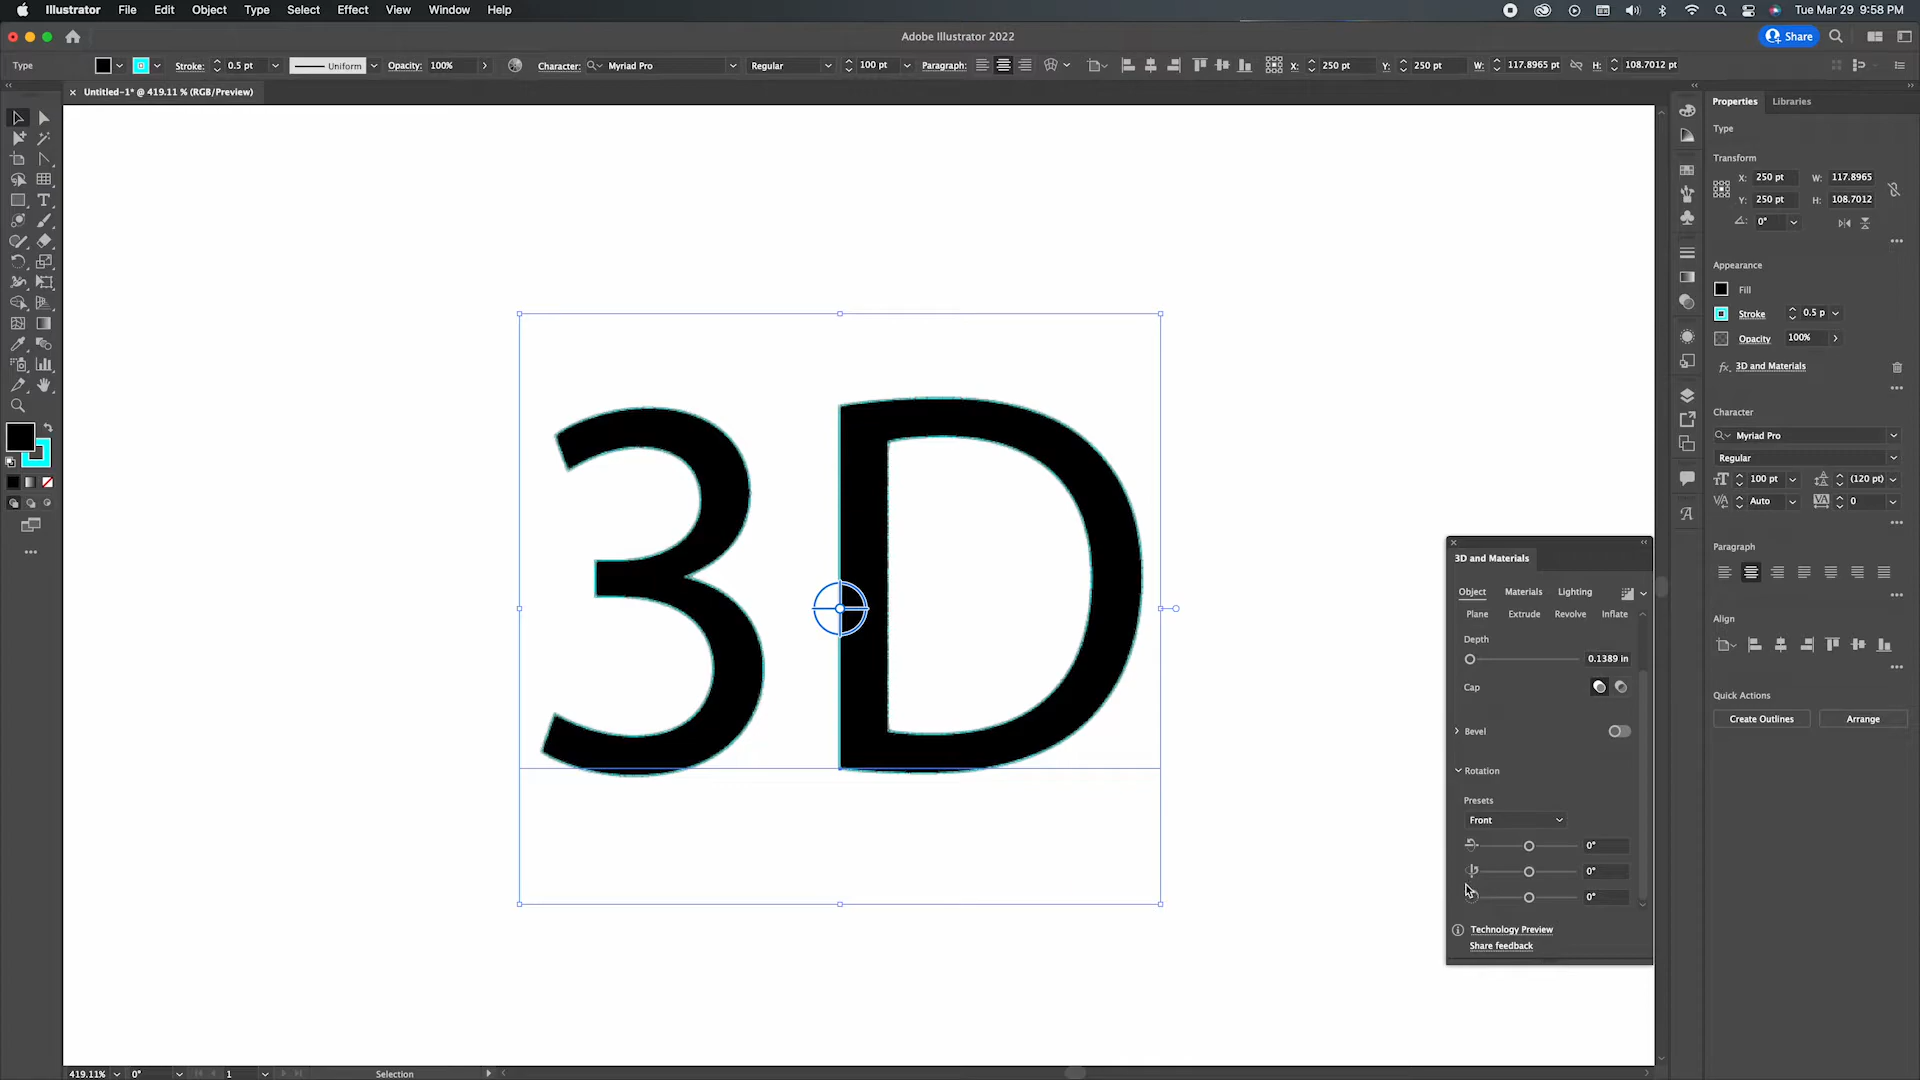 Illustrator File Edit Object Type Select Effect View Window Help Tue Mar 29 9:58 PM
Adobe Illustrator 2022 Share
Type Stroke: 0.5 pt Uniform Opacity: 100% Character: Myriad Pro Regular 100 pt Paragraph: X: 250 pt Y: 250 pt W: 117.8965 pt H: 108.7012 pt
Untitled-1* @ 419.11 % (RGB/Preview)
Properties Libraries
Type
Transform
X: 250 pt W: 117.8965
Y: 250 pt H: 108.7012
0°
Appearance
Fill
Stroke 0.5 p
Opacity 100%
fx 3D and Materials
Character
Myriad Pro
Regular
100 pt (120 pt)
Auto 0
Paragraph
Align
Quick Actions
Create Outlines Arrange
3D
3D and Materials
Object Materials Lighting
Plane Extrude Revolve Inflate
Depth
0.1389 in
Cap
Bevel
Rotation
Presets
Front
0°
0°
0°
Technology Preview
Share feedback
419.11% 0° 1 Selection